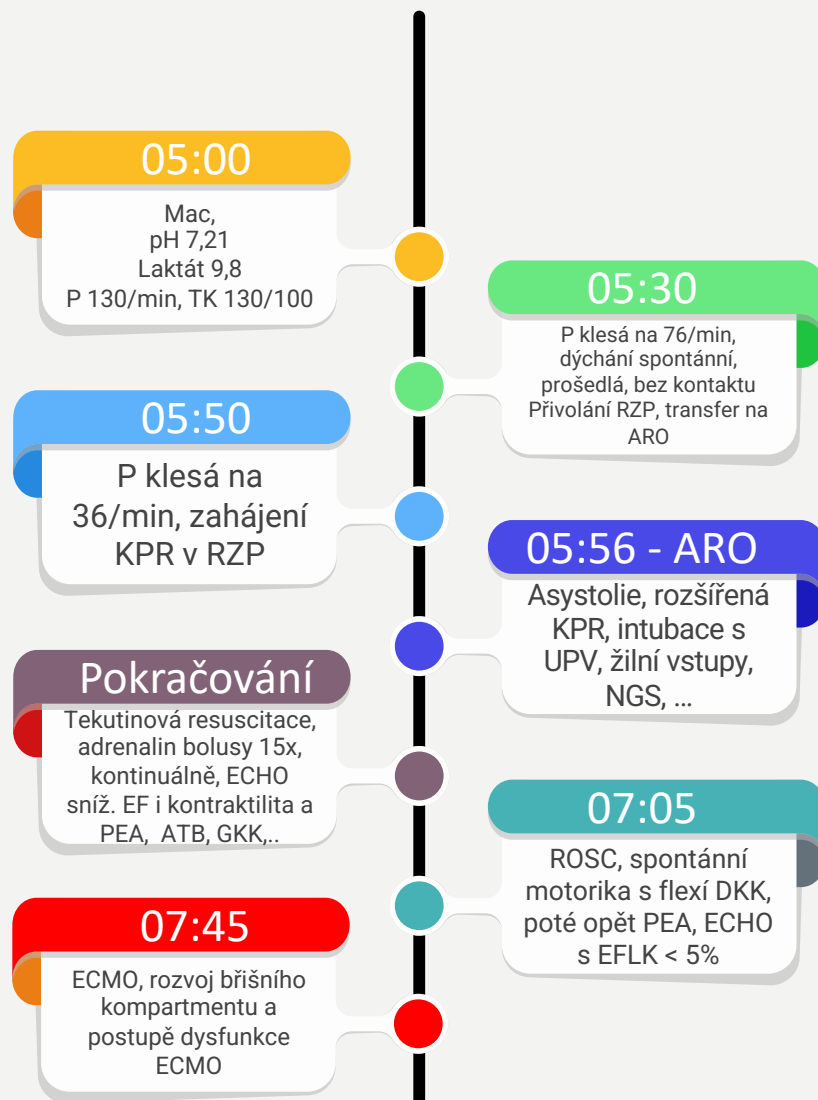 05:00
Mac,
pH 7,21
Laktát 9,8
P 130/min, TK 130/100
05:30
P klesá na 76/min,
dýchání spontánní,
prošedlá, bez kontaktu
Přivolání RZP, transfer na
ARO
05:50
P klesá na
36/min, zahájení
KPR v RZP
05:56 - ARO
Asystolie, rozšířená
KPR, intubace s
UPV, žilní vstupy,
NGS, ...
Pokračování
Tekutinová resuscitace,
adrenalin bolusy 15x,
kontinuálně, ECHO
sníž. EF i kontraktilita a
PEA, ATB, GKK,..
07:05
ROSC, spontánní
motorika s flexí DKK,
poté opět PEA, ECHO
s EFLK < 5%
07:45
ECMO, rozvoj břišního
kompartmentu a
postupě dysfunkce
ECMO